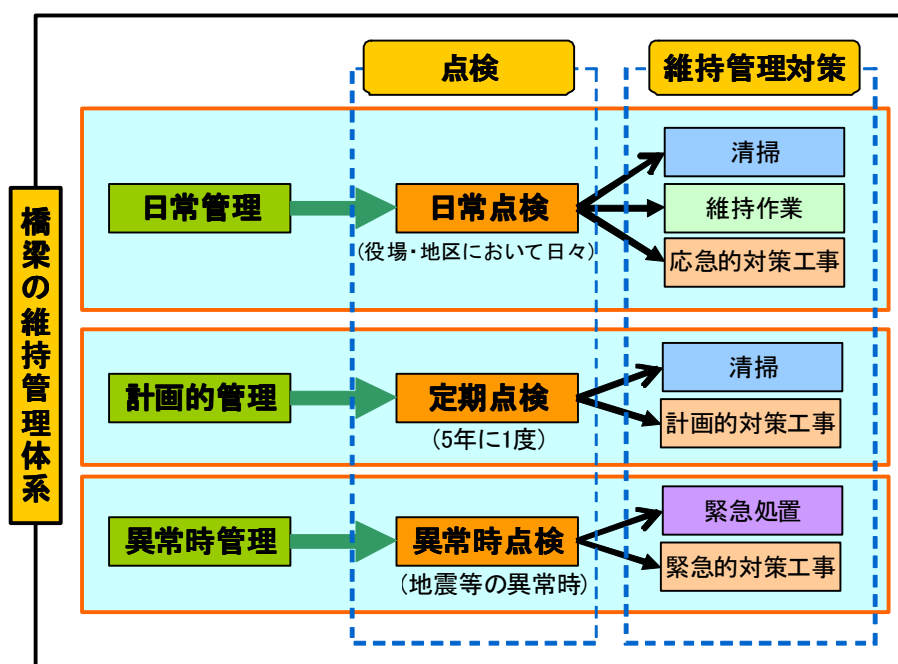 点検
維持管理対策
橋梁の維持管理体系
日常管理
日常点検
(役場・地区において日々)
清掃
維持作業
応急的対策工事
計画的管理
定期点検
(5年に1度)
清掃
計画的対策工事
異常時管理
異常時点検
(地震等の異常時)
緊急処置
緊急的対策工事